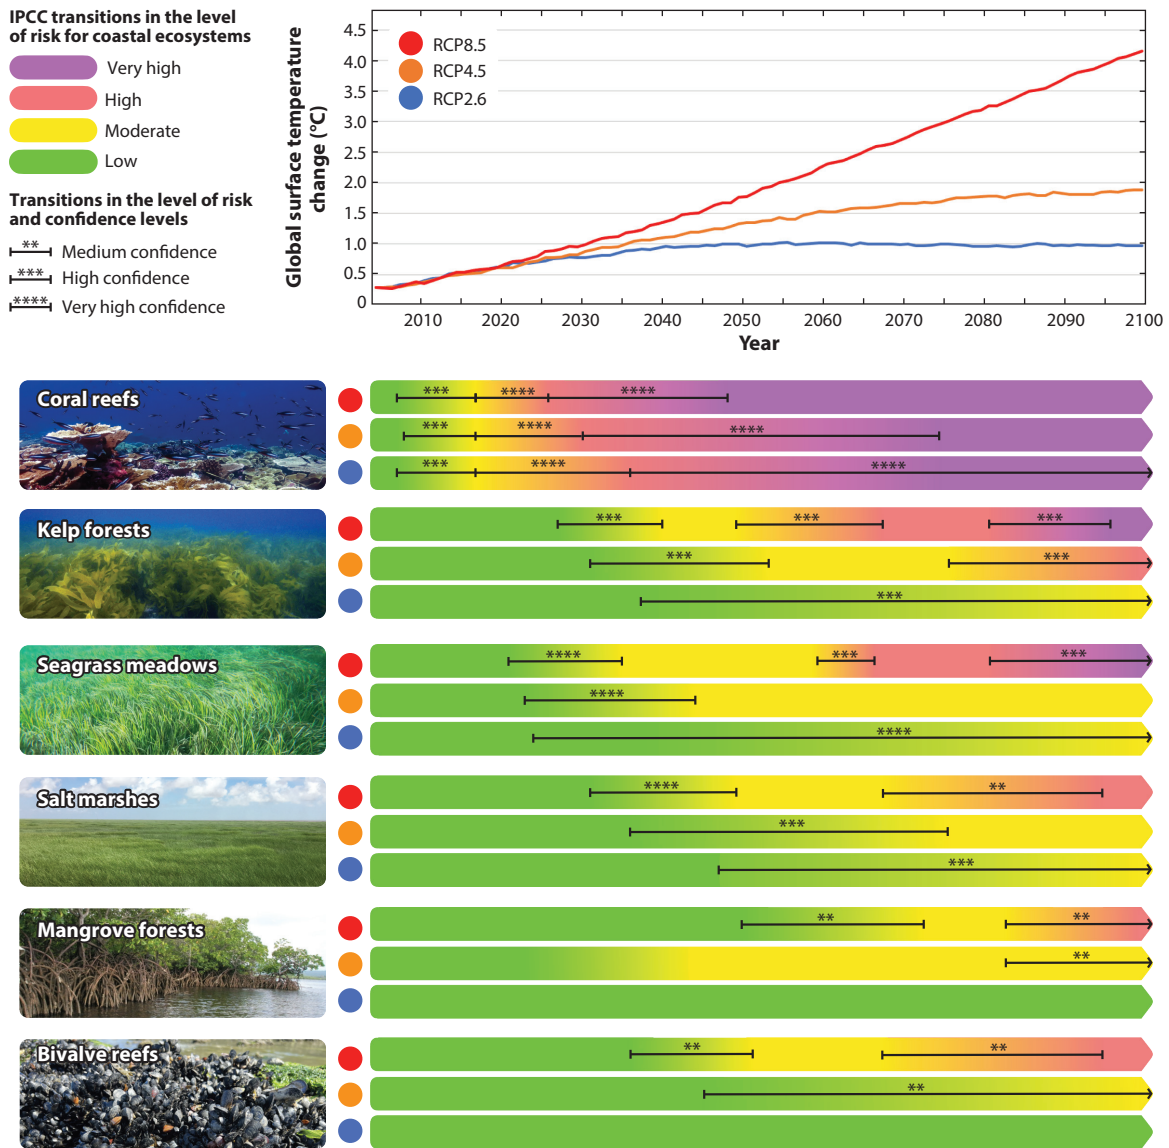 IPCC transitions in the level
of risk for coastal ecosystems
Very high
High
Moderate
Low
Transitions in the level of risk
and confidence levels
** Medium confidence
*** High confidence
**** Very high confidence
Global surface temperature
change (°C)
4.5
4.0
3.5
3.0
2.5
2.0
1.5
1.0
0.5
0
RCP8.5
RCP4.5
RCP2.6
2010 2020 2030 2040 2050 2060 2070 2080 2090 2100
Year
Coral reefs
*** **** ****
*** **** ****
*** **** ****
Kelp forests
*** *** ***
*** ***
***
Seagrass meadows
**** *** ***
****
****
Salt marshes
**** **
***
***
Mangrove forests
** **
**
Bivalve reefs
** **
**